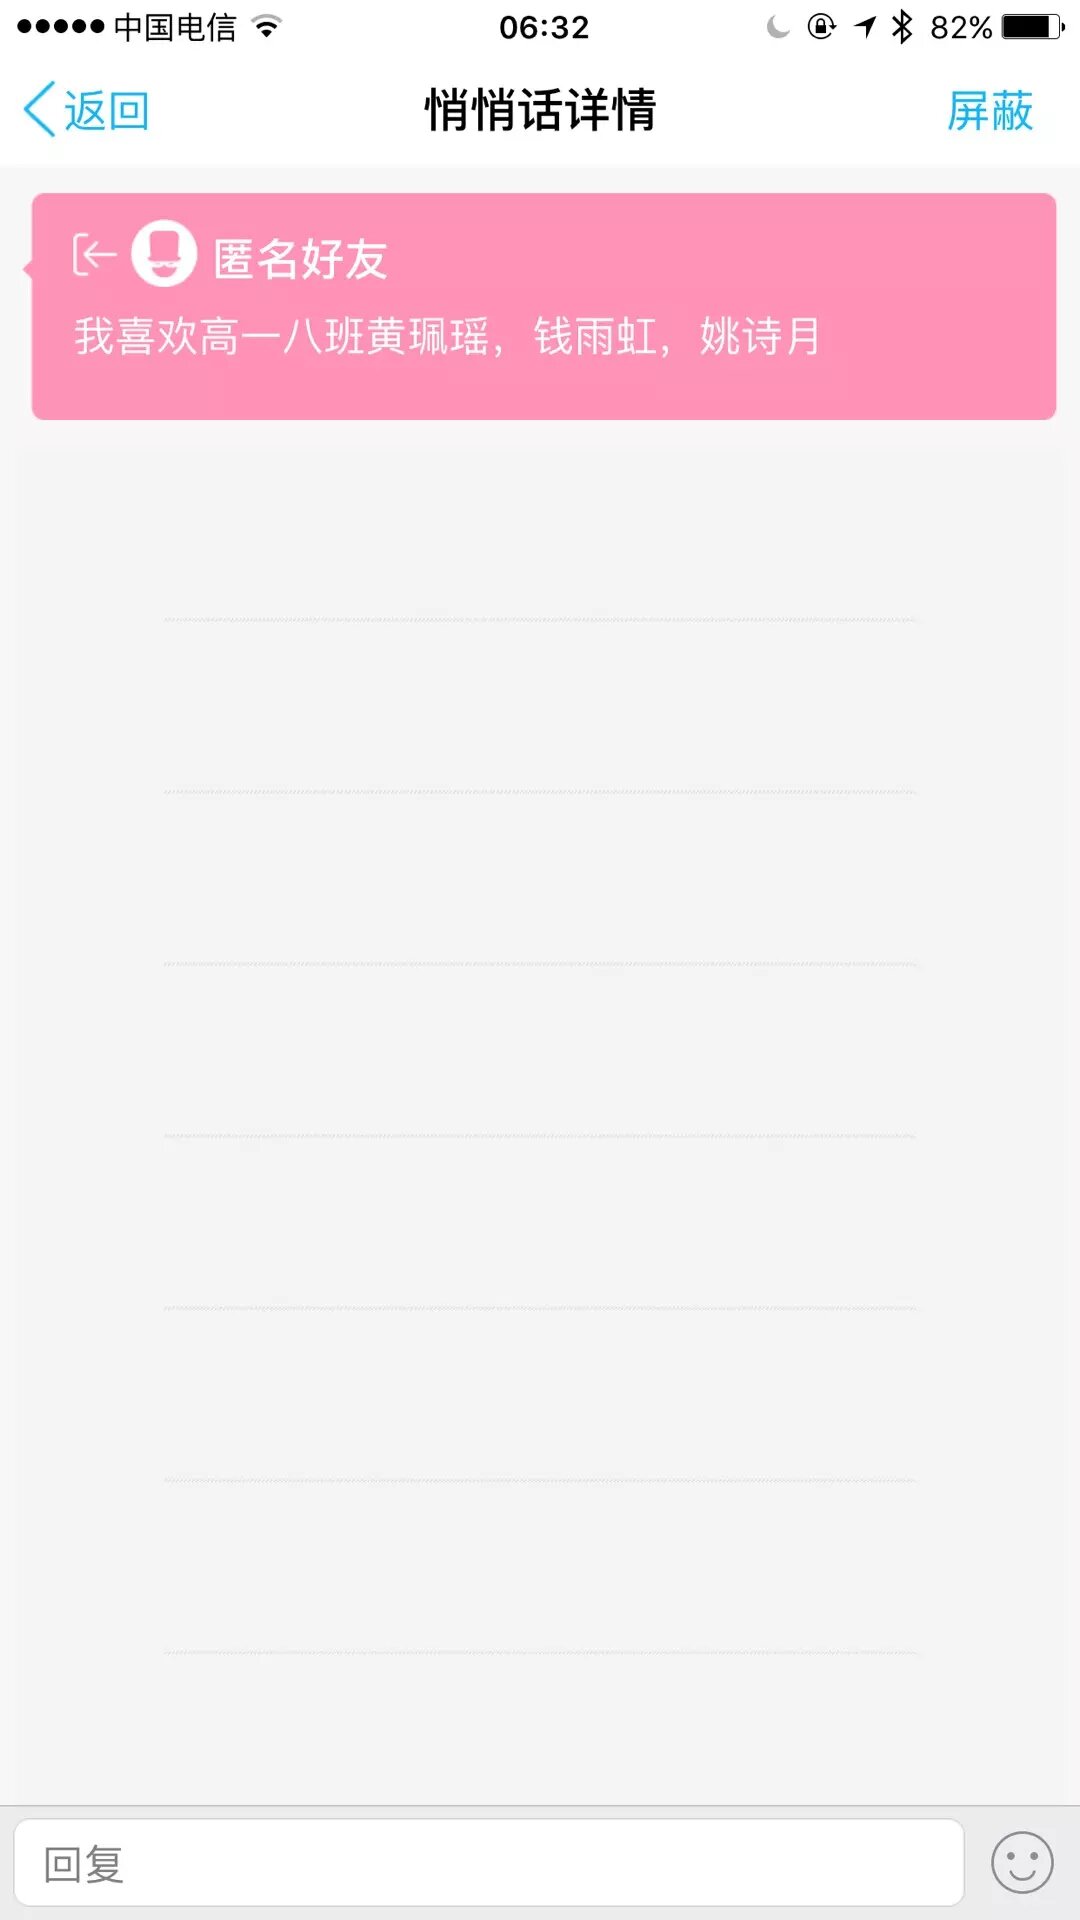 中国电信 06:32 82%
返回 悄悄话详情 屏蔽
匿名好友
我喜欢高一八班黄珮瑶，钱雨虹，姚诗月
回复